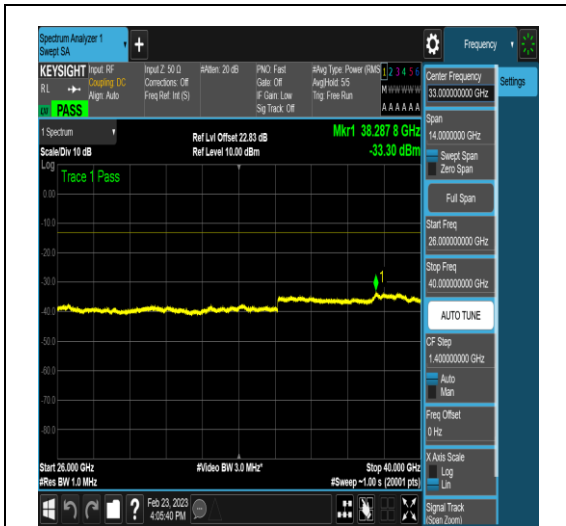 Spectrum Analyzer 1
Swept SA
Frequency
KEYSIGHT
R L
Input: RF
Coupling: DC
Align: Auto
Input Z: 50 Ω
Corrections: Off
Freq Ref: Int (S)
#Atten: 20 dB
PNO: Fast
Gate: Off
IF Gain: Low
Sig Track: Off
#Avg Type: Power (RMS
Avg|Hold: 5/5
Trig: Free Run
1 2 3 4 5 6
M W W W W W
A A A A A A
PASS
1 Spectrum
Scale/Div 10 dB
Ref Lvl Offset 22.83 dB
Ref Level 10.00 dBm
Mkr1 38.287 8 GHz
-33.30 dBm
Log
Trace 1 Pass
0.00
-10.0
-20.0
-30.0
-40.0
-50.0
-60.0
-70.0
-80.0
1
Start 26.000 GHz
#Res BW 1.0 MHz
#Video BW 3.0 MHz*
Stop 40.000 GHz
#Sweep ~1.00 s (20001 pts)
Feb 23, 2023
4:05:40 PM
Settings
Center Frequency
33.000000000 GHz
Span
14.0000000 GHz
Swept Span
Zero Span
Full Span
Start Freq
26.000000000 GHz
Stop Freq
40.000000000 GHz
AUTO TUNE
CF Step
1.400000000 GHz
Auto
Man
Freq Offset
0 Hz
X Axis Scale
Log
Lin
Signal Track
(Span Zoom)